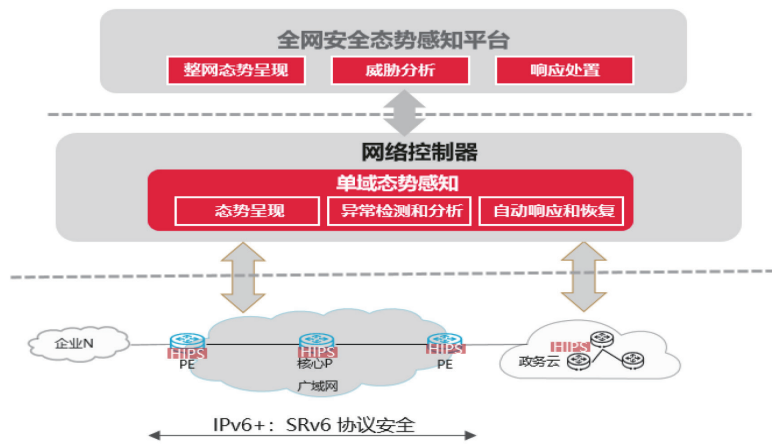 全网安全态势感知平台
整网态势呈现 威胁分析 响应处置
网络控制器
单域态势感知
态势呈现 异常检测和分析 自动响应和恢复
企业N
HIPS HIPS HIPS HIPS
PE 核心P PE 政务云
广域网
IPv6+：SRv6 协议安全